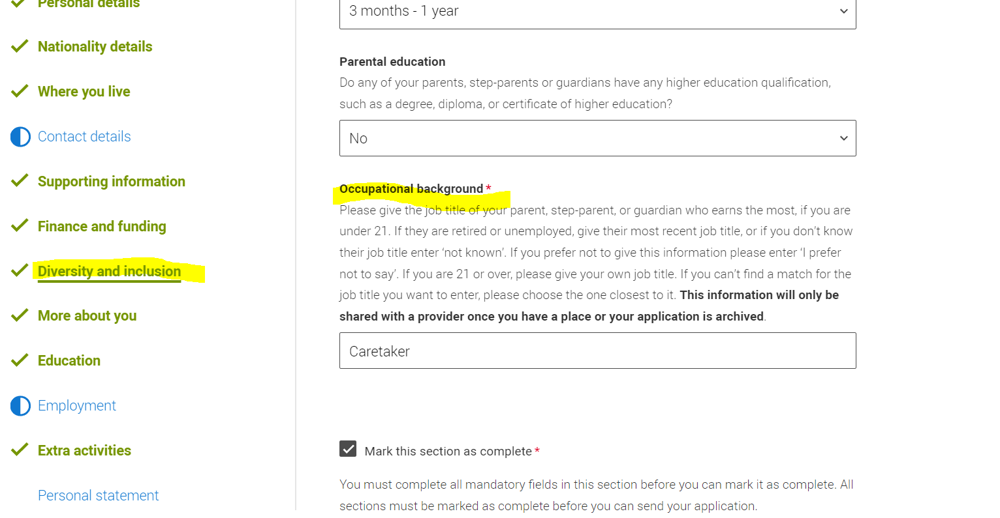 Personal details
Nationality details
Where you live
Contact details
Supporting information
Finance and funding
Diversity and inclusion
More about you
Education
Employment
Extra activities
Personal statement
3 months - 1 year
Parental education
Do any of your parents, step-parents or guardians have any higher education qualification,
such as a degree, diploma, or certificate of higher education?
No
Occupational background *
Please give the job title of your parent, step-parent, or guardian who earns the most, if you are
under 21. If they are retired or unemployed, give their most recent job title, or if you don’t know
their job title enter ‘not known’. If you prefer not to give this information please enter ‘I prefer
not to say’. If you are 21 or over, please give your own job title. If you can’t find a match for the
job title you want to enter, please choose the one closest to it. This information will only be
shared with a provider once you have a place or your application is archived.
Caretaker
Mark this section as complete *
You must complete all mandatory fields in this section before you can mark it as complete. All
sections must be marked as complete before you can send your application.